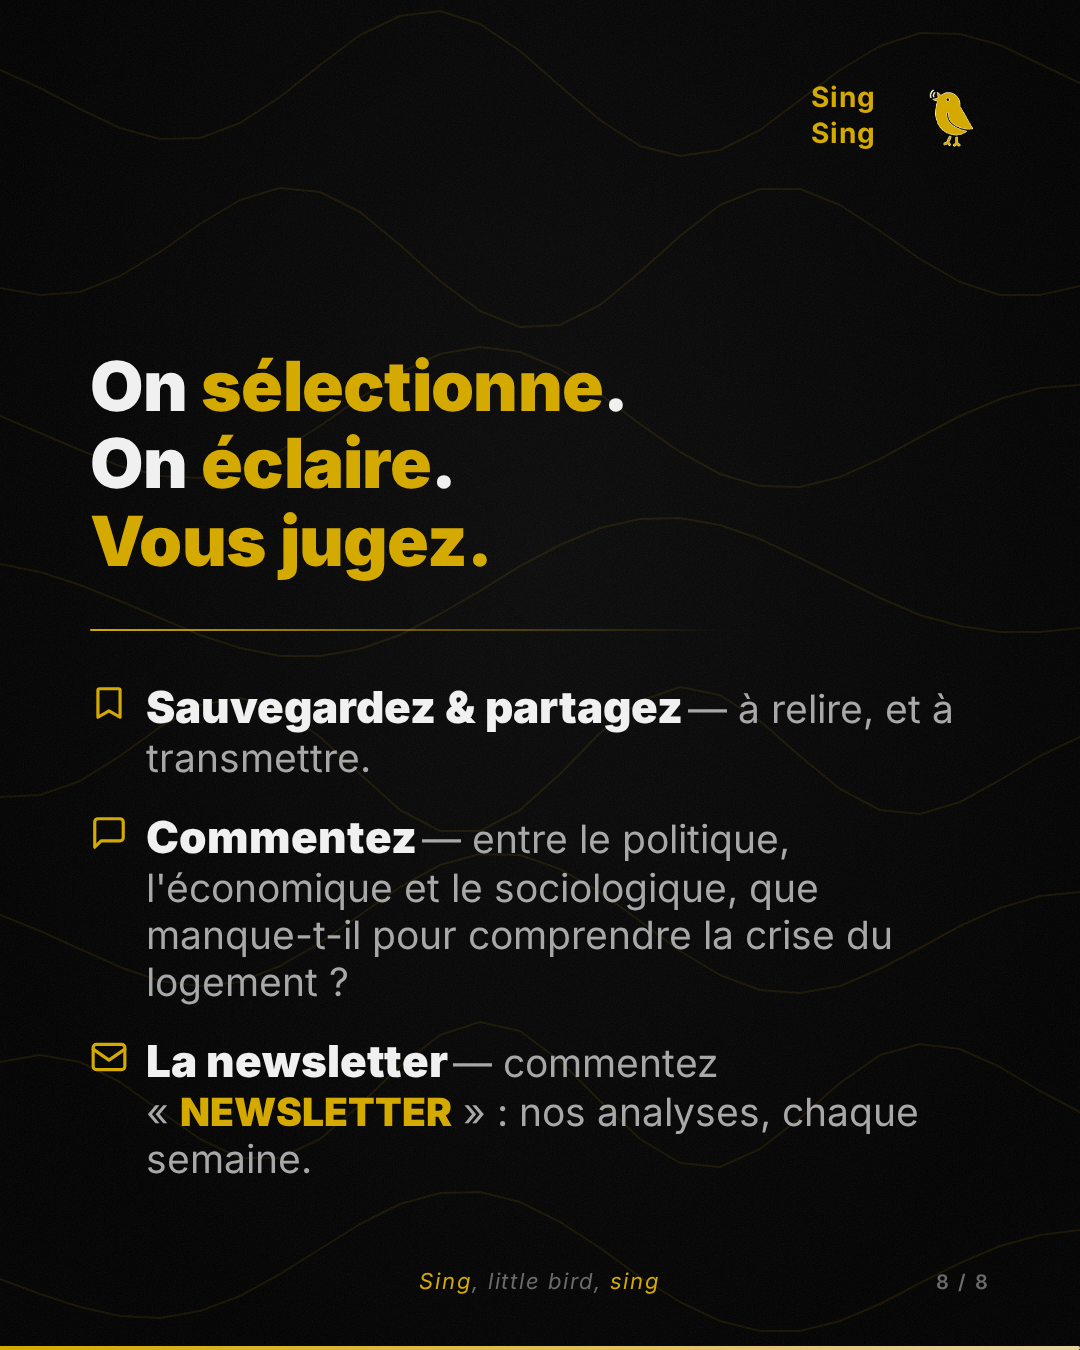 Sing
Sing
On sélectionne.
On éclaire.
Vous jugez.
Sauvegardez & partagez — à relire, et à
transmettre.
Commentez — entre le politique,
l'économique et le sociologique, que
manque-t-il pour comprendre la crise du
logement ?
La newsletter — commentez
« NEWSLETTER » : nos analyses, chaque
semaine.
Sing, little bird, sing
8 / 8